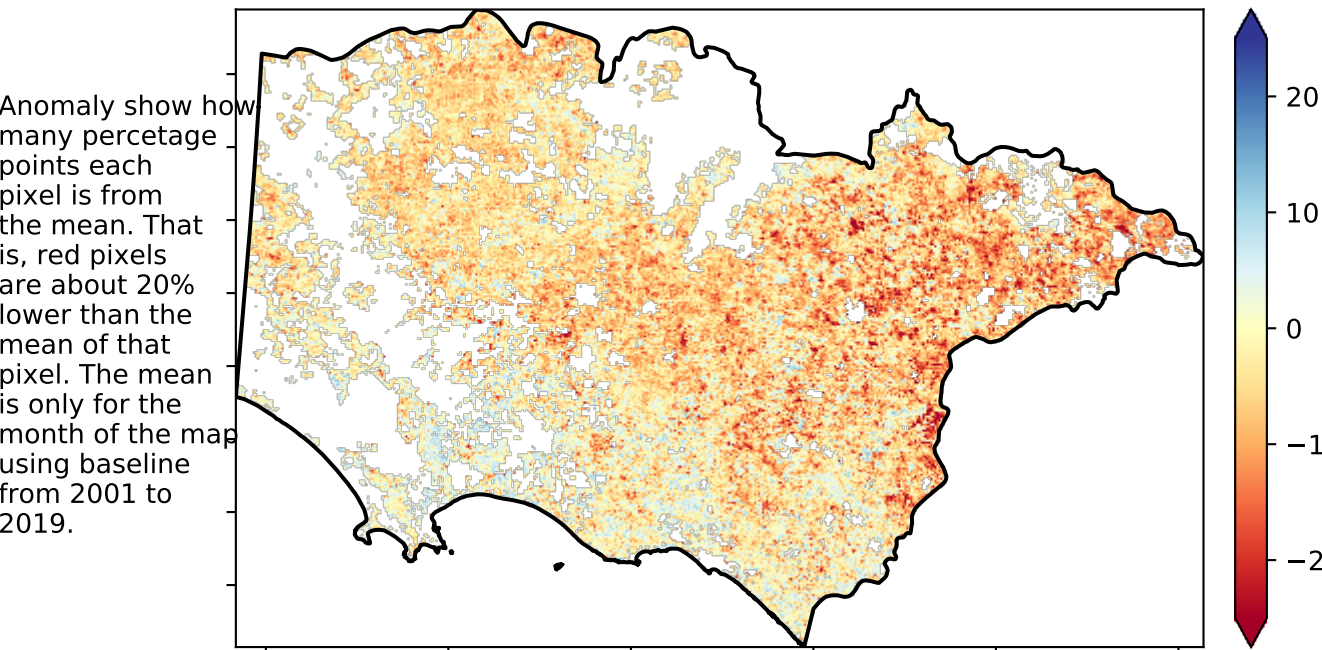 Anomaly show how
many percetage
points each
pixel is from
the mean. That
is, red pixels
are about 20%
lower than the
mean of that
pixel. The mean
is only for the
month of the map
using baseline
from 2001 to
2019.
20
10
0
−1
−2